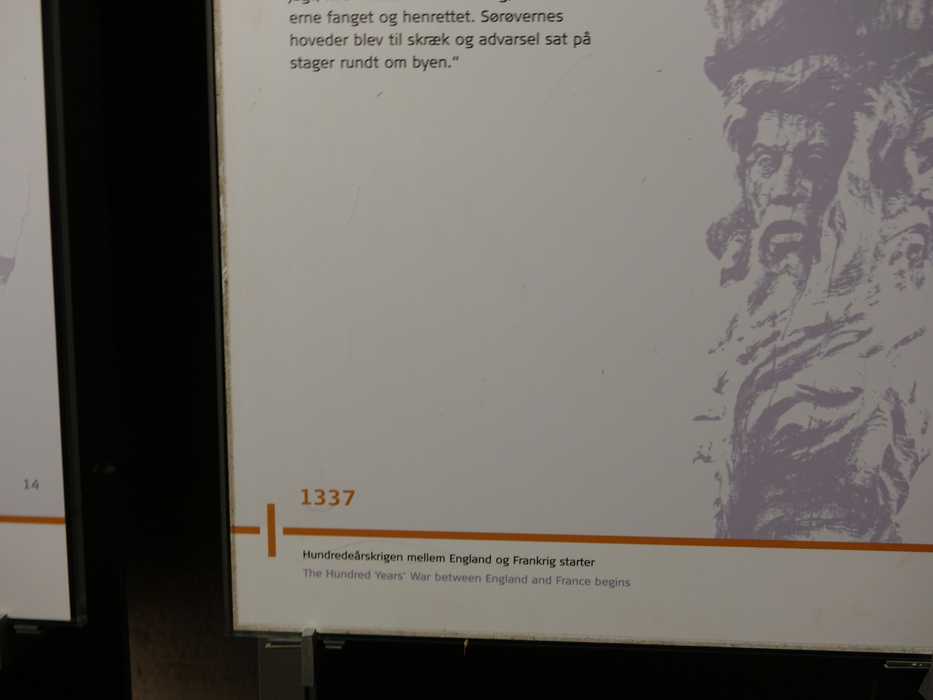 erne fanget og henrettet. Sørøvernes
hoveder blev til skræk og advarsel sat på
stager rundt om byen.“
14
1337
Hundredeårskrigen mellem England og Frankrig starter
The Hundred Years' War between England and France begins